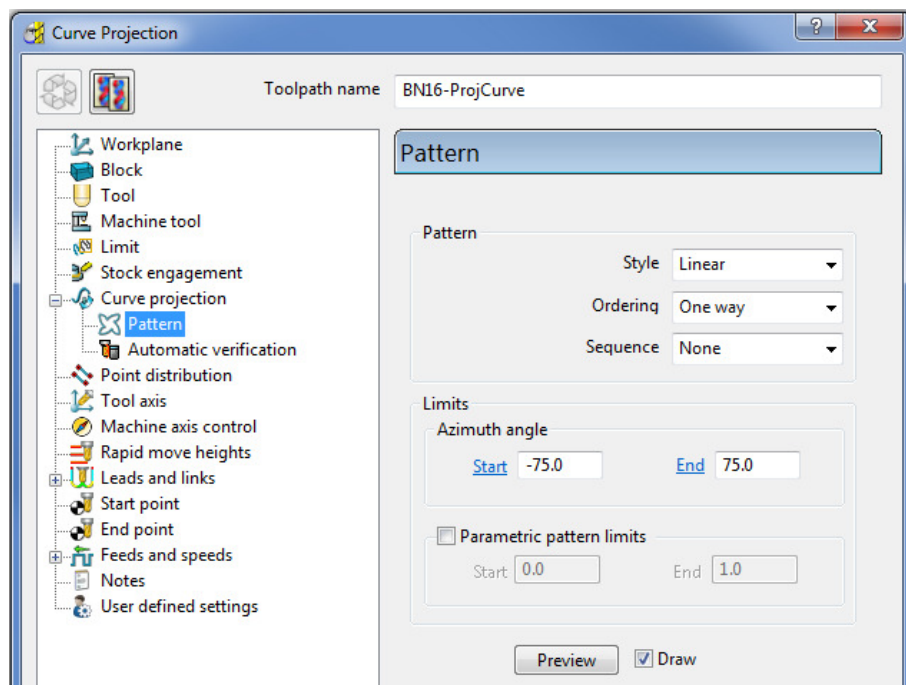 Curve Projection
Toolpath name BN16-ProjCurve
Workplane
Block
Tool
Machine tool
Limit
Stock engagement
Curve projection
Pattern
Automatic verification
Point distribution
Tool axis
Machine axis control
Rapid move heights
Leads and links
Start point
End point
Feeds and speeds
Notes
User defined settings
Pattern
Pattern
Style Linear
Ordering One way
Sequence None
Limits
Azimuth angle
Start -75.0 End 75.0
Parametric pattern limits
Start 0.0 End 1.0
Preview Draw